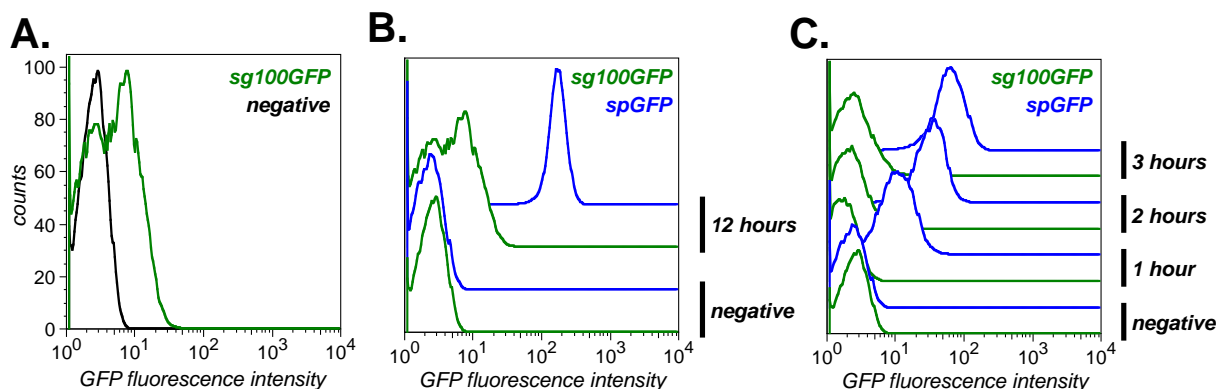 A.
sg100GFP
negative
counts
100
80
60
40
20
0
10^0 10^1 10^2 10^3 10^4
GFP fluorescence intensity
B.
sg100GFP
spGFP
12 hours
negative
10^0 10^1 10^2 10^3 10^4
GFP fluorescence intensity
C.
sg100GFP
spGFP
3 hours
2 hours
1 hour
negative
10^0 10^1 10^2 10^3 10^4
GFP fluorescence intensity